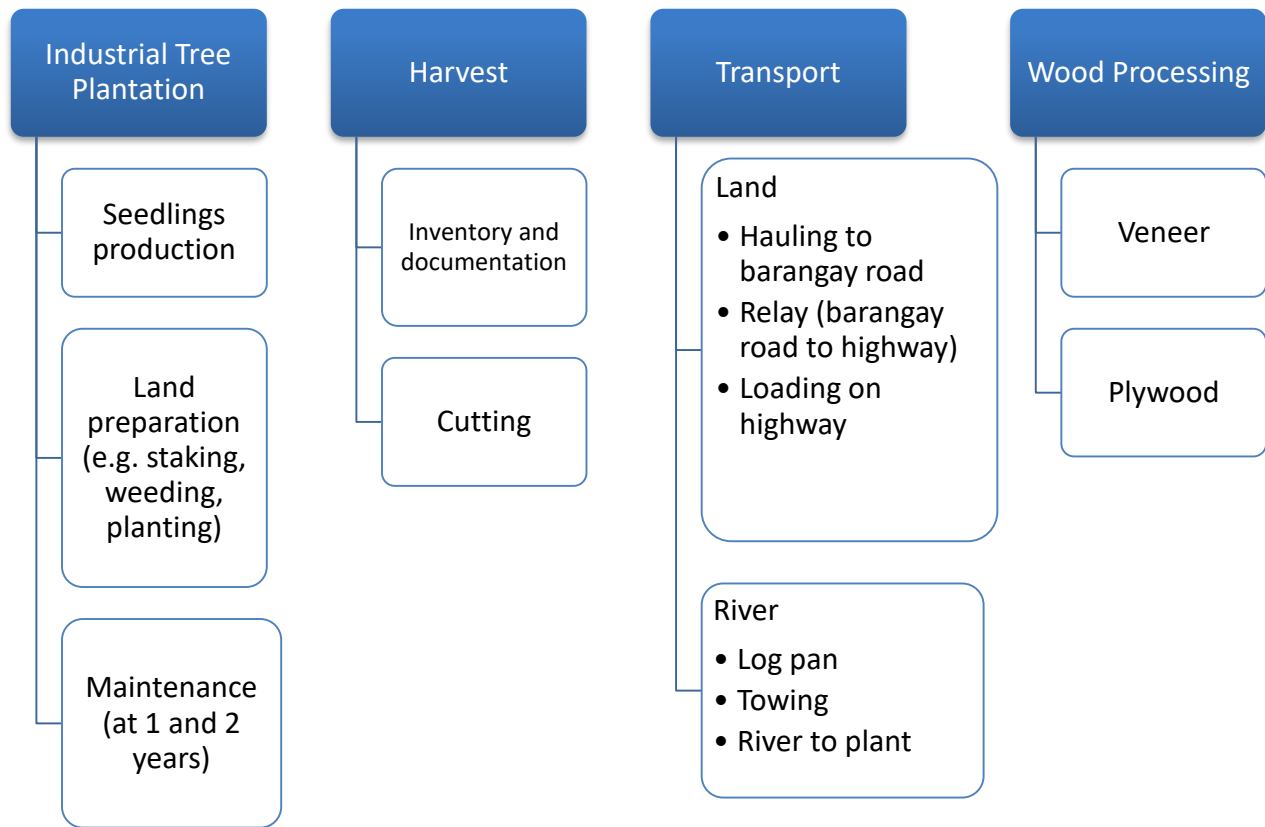 Industrial Tree
Plantation
Seedlings
production
Land
preparation
(e.g. staking,
weeding,
planting)
Maintenance
(at 1 and 2
years)
Harvest
Inventory and
documentation
Cutting
Transport
Land
• Hauling to
barangay road
• Relay (barangay
road to highway)
• Loading on
highway
River
• Log pan
• Towing
• River to plant
Wood Processing
Veneer
Plywood